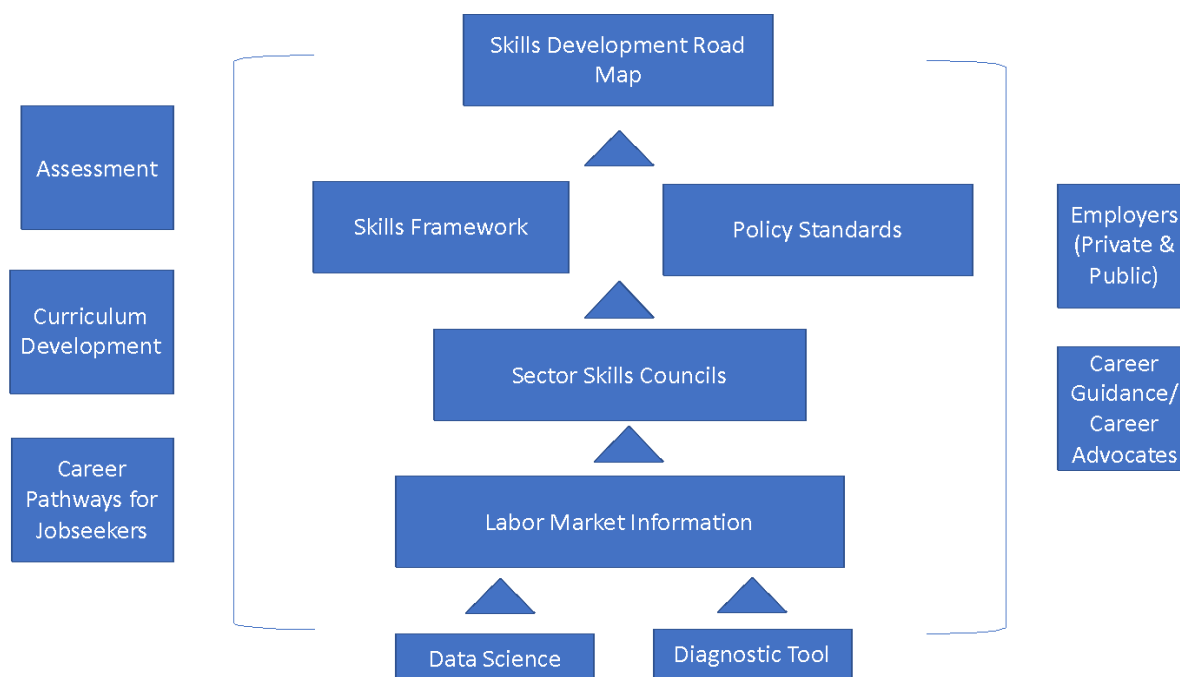 Skills Development Road
Map
Assessment
Skills Framework
Policy Standards
Employers
(Private &
Public)
Curriculum
Development
Sector Skills Councils
Career
Guidance/
Career
Advocates
Career
Pathways for
Jobseekers
Labor Market Information
Data Science
Diagnostic Tool